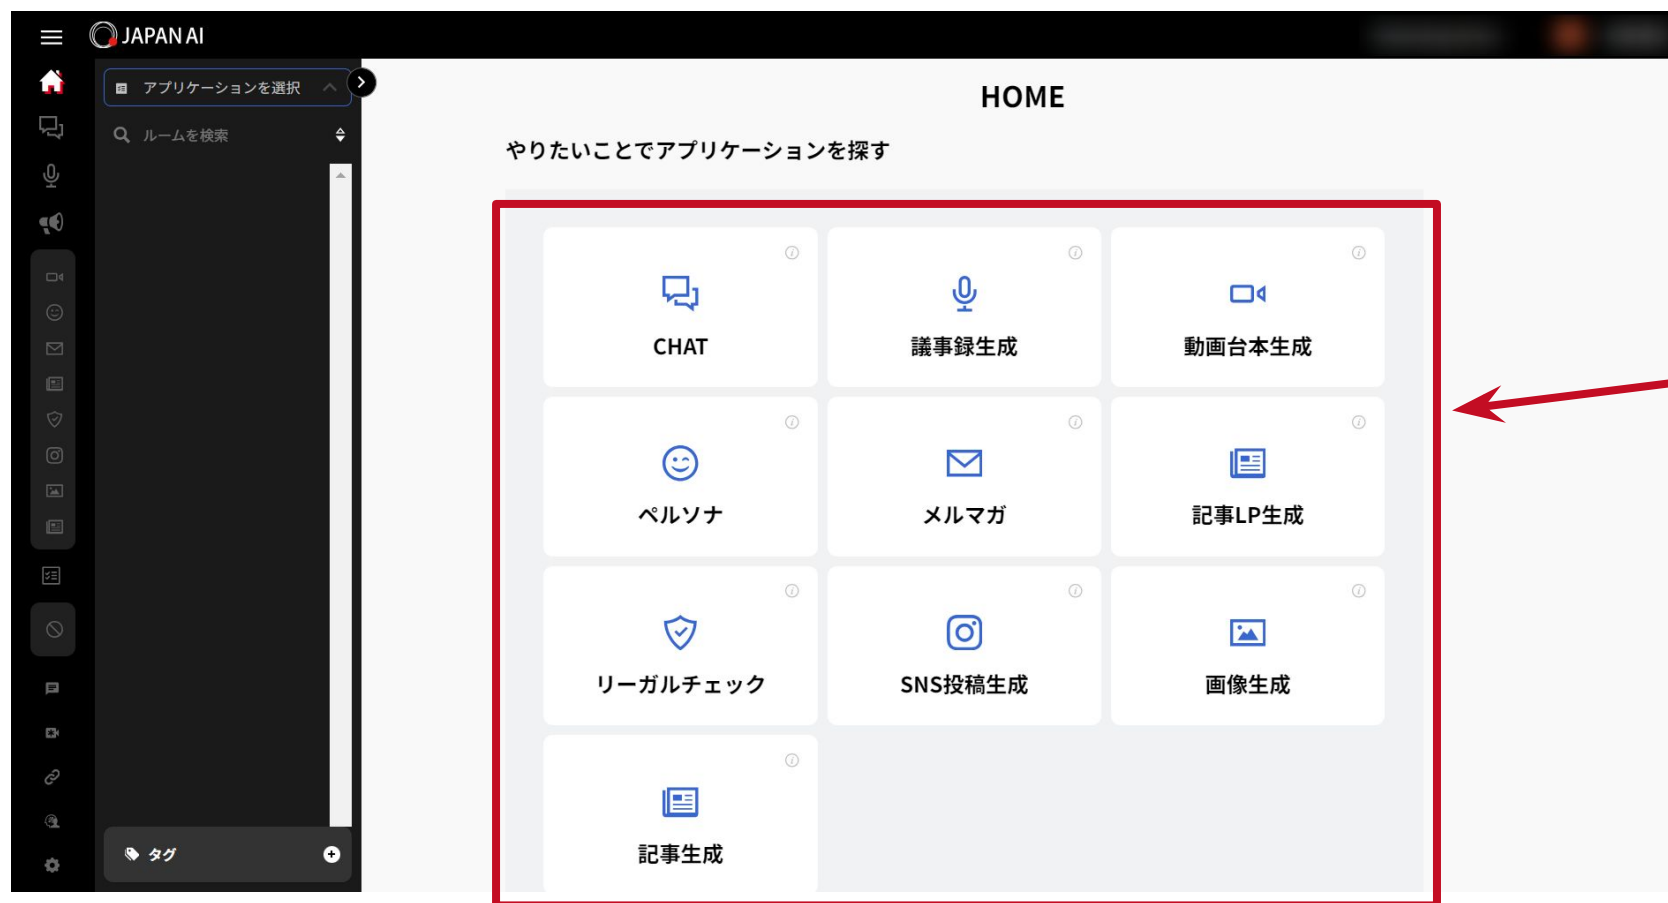 JAPAN AI
アプリケーションを選択
ルームを検索
タグ
HOME
やりたいことでアプリケーションを探す
CHAT
議事録生成
動画台本生成
ペルソナ
メルマガ
記事LP生成
リーガルチェック
SNS投稿生成
画像生成
記事生成